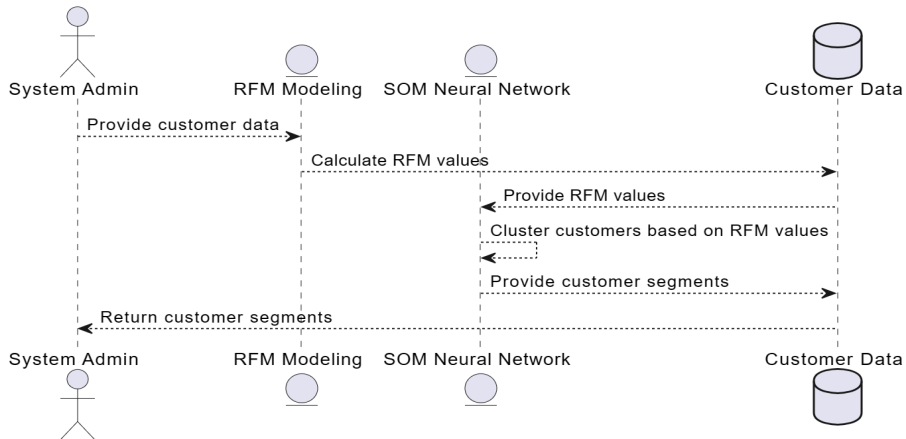 System Admin
RFM Modeling
SOM Neural Network
Customer Data
Provide customer data
Calculate RFM values
Provide RFM values
Cluster customers based on RFM values
Provide customer segments
Return customer segments
System Admin
RFM Modeling
SOM Neural Network
Customer Data